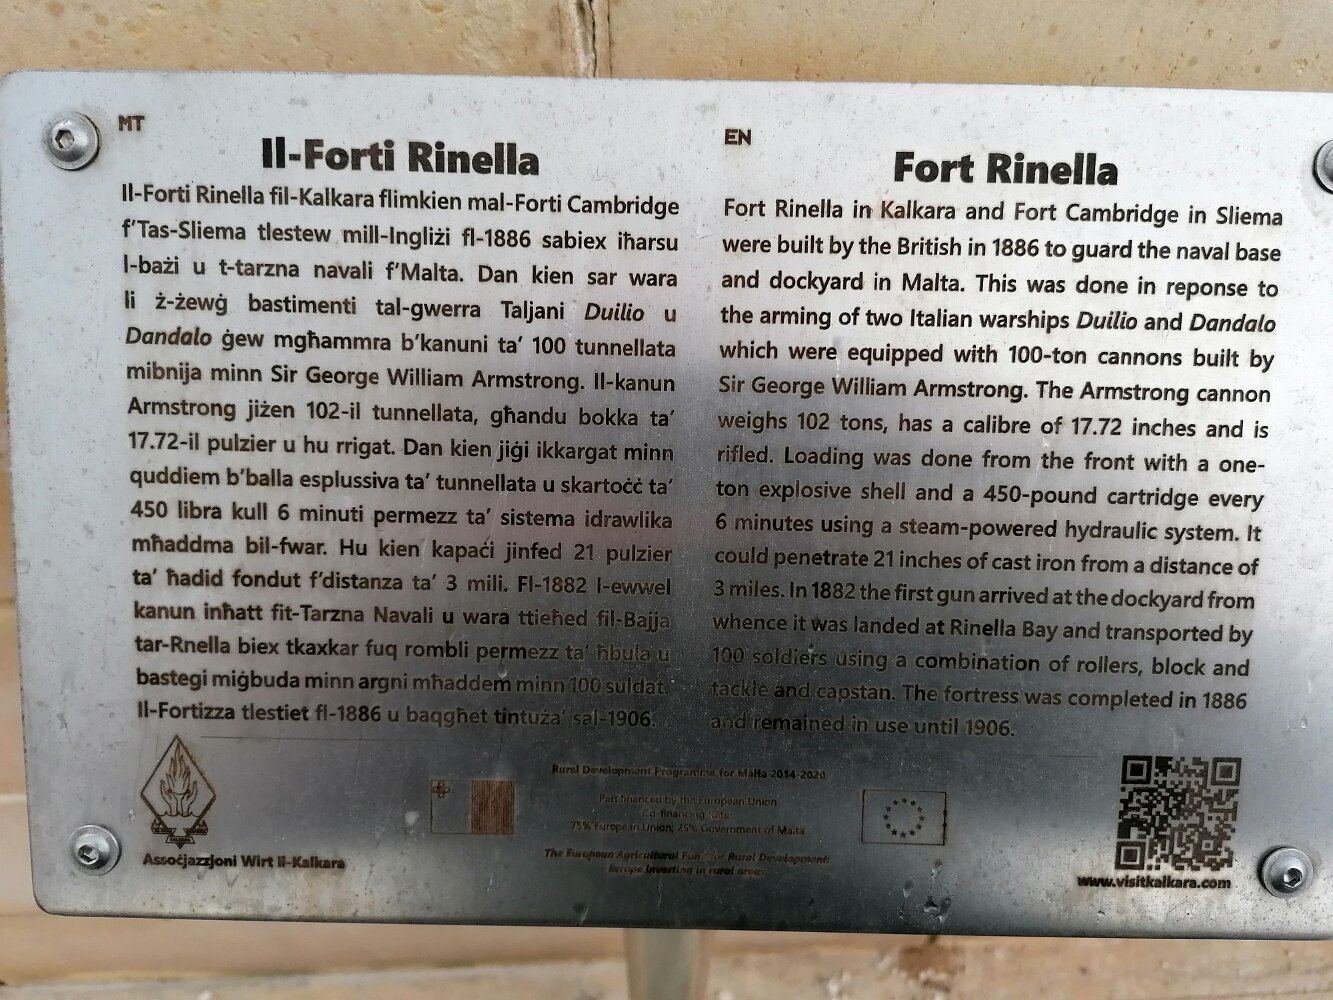 MT
Il-Forti Rinella
Il-Forti Rinella fil-Kalkara flimkien mal-Forti Cambridge
f'Tas-Sliema tlestew mill-Ingliżi fl-1886 sabiex iħarsu
l-bażi u t-tarzna navali f'Malta. Dan kien sar wara
li ż-żewġ bastimenti tal-gwerra Taljani Duilio u
Dandalo ġew mgħammra b'kanuni ta' 100 tunnellata
mibnija minn Sir George William Armstrong. Il-kanun
Armstrong jiżen 102-il tunnellata, għandu bokka ta'
17.72-il pulzier u hu rrigat. Dan kien jiġi ikkargat minn
quddiem b'balla esplussiva ta' tunnellata u skartoċċ ta'
450 libra kull 6 minuti permezz ta' sistema idrawlika
mħaddma bil-fwar. Hu kien kapaċi jinfed 21 pulzier
ta' ħadid fondut f'distanza ta' 3 mili. Fl-1882 l-ewwel
kanun inħatt fit-Tarzna Navali u wara ttieħed fil-Bajja
tar-Rnella biex tkaxkar fuq rombli permezz ta' ħbula u
bastegi miġbuda minn argni mħaddem minn 100 suldat.
Il-Fortizza tlestiet fl-1886 u baqgħet tintuża' sal-1906.
EN
Fort Rinella
Fort Rinella in Kalkara and Fort Cambridge in Sliema
were built by the British in 1886 to guard the naval base
and dockyard in Malta. This was done in reponse to
the arming of two Italian warships Duilio and Dandalo
which were equipped with 100-ton cannons built by
Sir George William Armstrong. The Armstrong cannon
weighs 102 tons, has a calibre of 17.72 inches and is
rifled. Loading was done from the front with a one-
ton explosive shell and a 450-pound cartridge every
6 minutes using a steam-powered hydraulic system. It
could penetrate 21 inches of cast iron from a distance of
3 miles. In 1882 the first gun arrived at the dockyard from
whence it was landed at Rinella Bay and transported by
100 soldiers using a combination of rollers, block and
tackle and capstan. The fortress was completed in 1886
and remained in use until 1906.
Assoċjazzjoni Wirt il-Kalkara
Rural Development Programme for Malta 2014-2020
Part financed by the European Union
Co-financing rate:
75% European Union; 25% Government of Malta
The European Agricultural Fund for Rural Development:
Europe investing in rural areas
www.visitkalkara.com